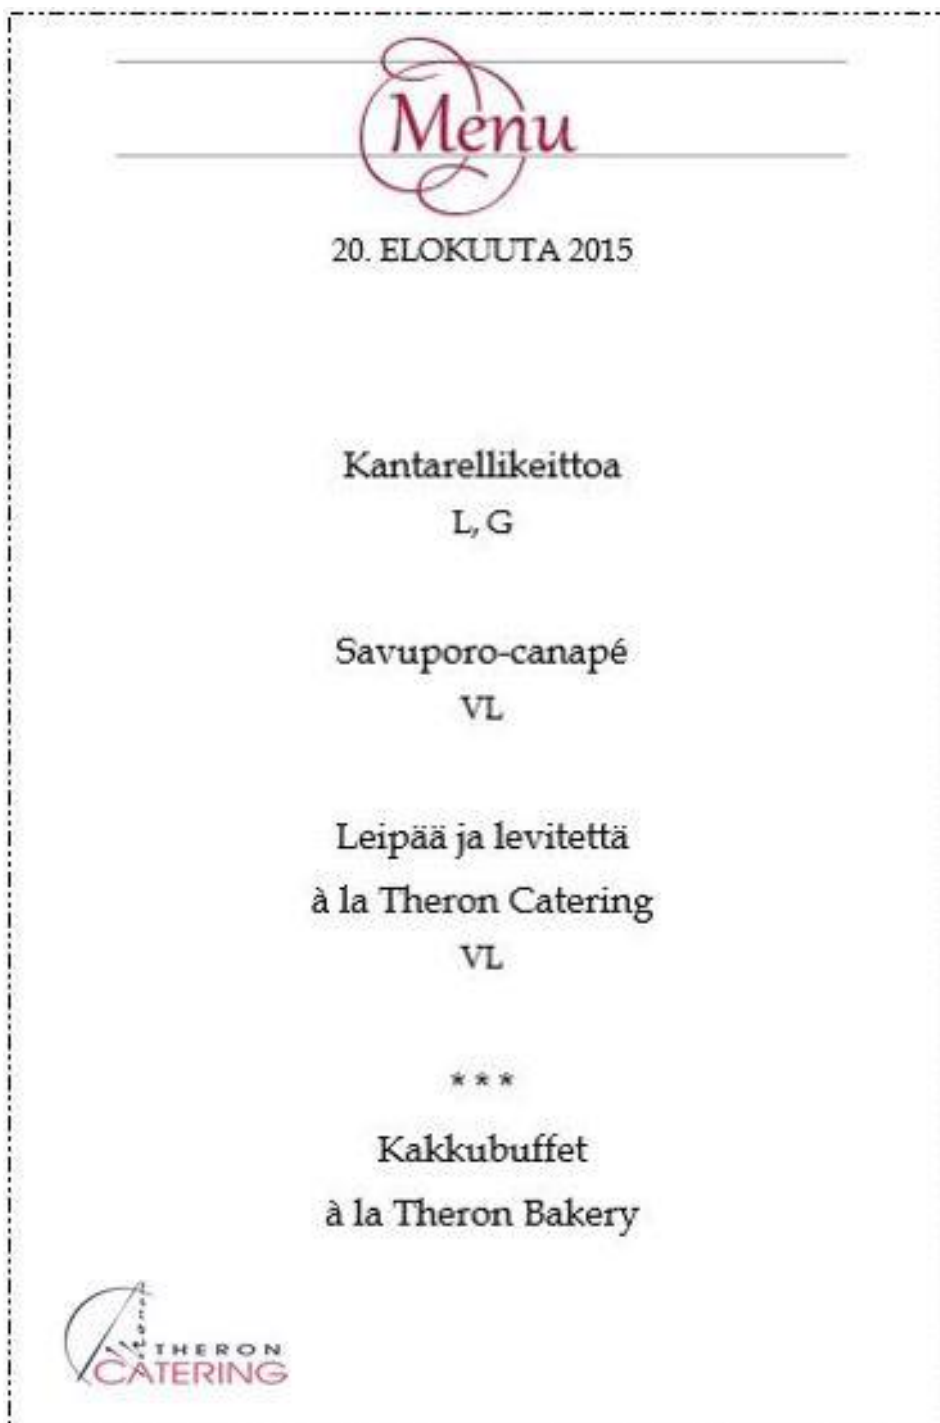 Menu
20. ELOKUUTA 2015
Kantarellikeittoa
L, G
Savuporo-canapé
VL
Leipää ja levitettä
à la Theron Catering
VL
* * *
Kakkubuffet
à la Theron Bakery
THERON
CATERING